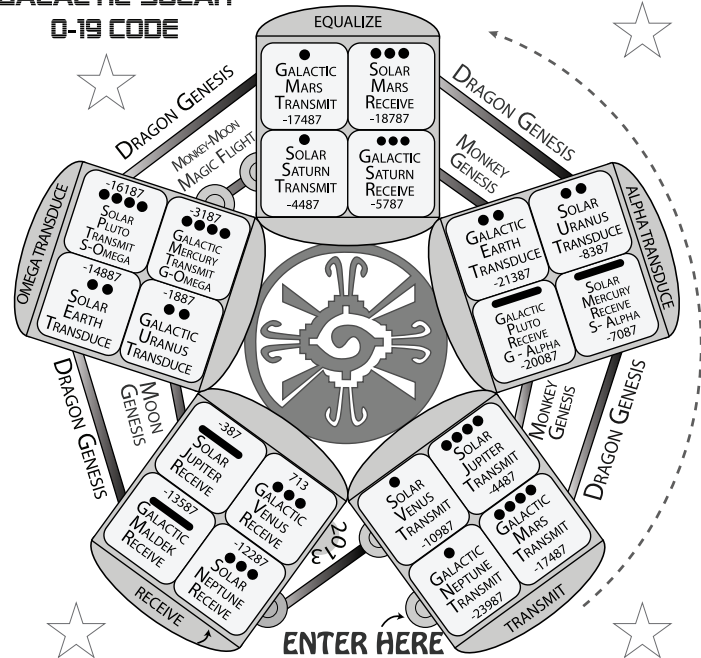 GALACTIC SOLAR
0-19 CODE
EQUALIZE
GALACTIC
MARS
TRANSMIT
-17487
SOLAR
MARS
RECEIVE
-18787
SOLAR
SATURN
TRANSMIT
-4487
GALACTIC
SATURN
RECEIVE
-5787
DRAGON GENESIS
MONKEY-MOON
MAGIC FLIGHT
DRAGON GENESIS
MONKEY
GENESIS
OMEGA TRANSDUCE
-16187
SOLAR
PLUTO
TRANSMIT
S-OMEGA
-3187
GALACTIC
MERCURY
TRANSMIT
G-OMEGA
-14887
SOLAR
EARTH
TRANSDUCE
-1887
GALACTIC
URANUS
TRANSDUCE
ALPHA TRANSDUCE
GALACTIC
EARTH
TRANSDUCE
-21387
SOLAR
URANUS
TRANSDUCE
-8387
GALACTIC
PLUTO
RECEIVE
G - ALPHA
-20087
SOLAR
MERCURY
RECEIVE
S- ALPHA
-7087
DRAGON GENESIS
MOON
GENESIS
MONKEY
GENESIS
DRAGON GENESIS
-387
SOLAR
JUPITER
RECEIVE
713
GALACTIC
VENUS
RECEIVE
-13587
GALACTIC
MALDEK
RECEIVE
-12287
SOLAR
NEPTUNE
RECEIVE
RECEIVE
2013
SOLAR
VENUS
TRANSMIT
-10987
SOLAR
JUPITER
TRANSMIT
-4487
GALACTIC
NEPTUNE
TRANSMIT
-23987
GALACTIC
MARS
TRANSMIT
-17487
TRANSMIT
ENTER HERE